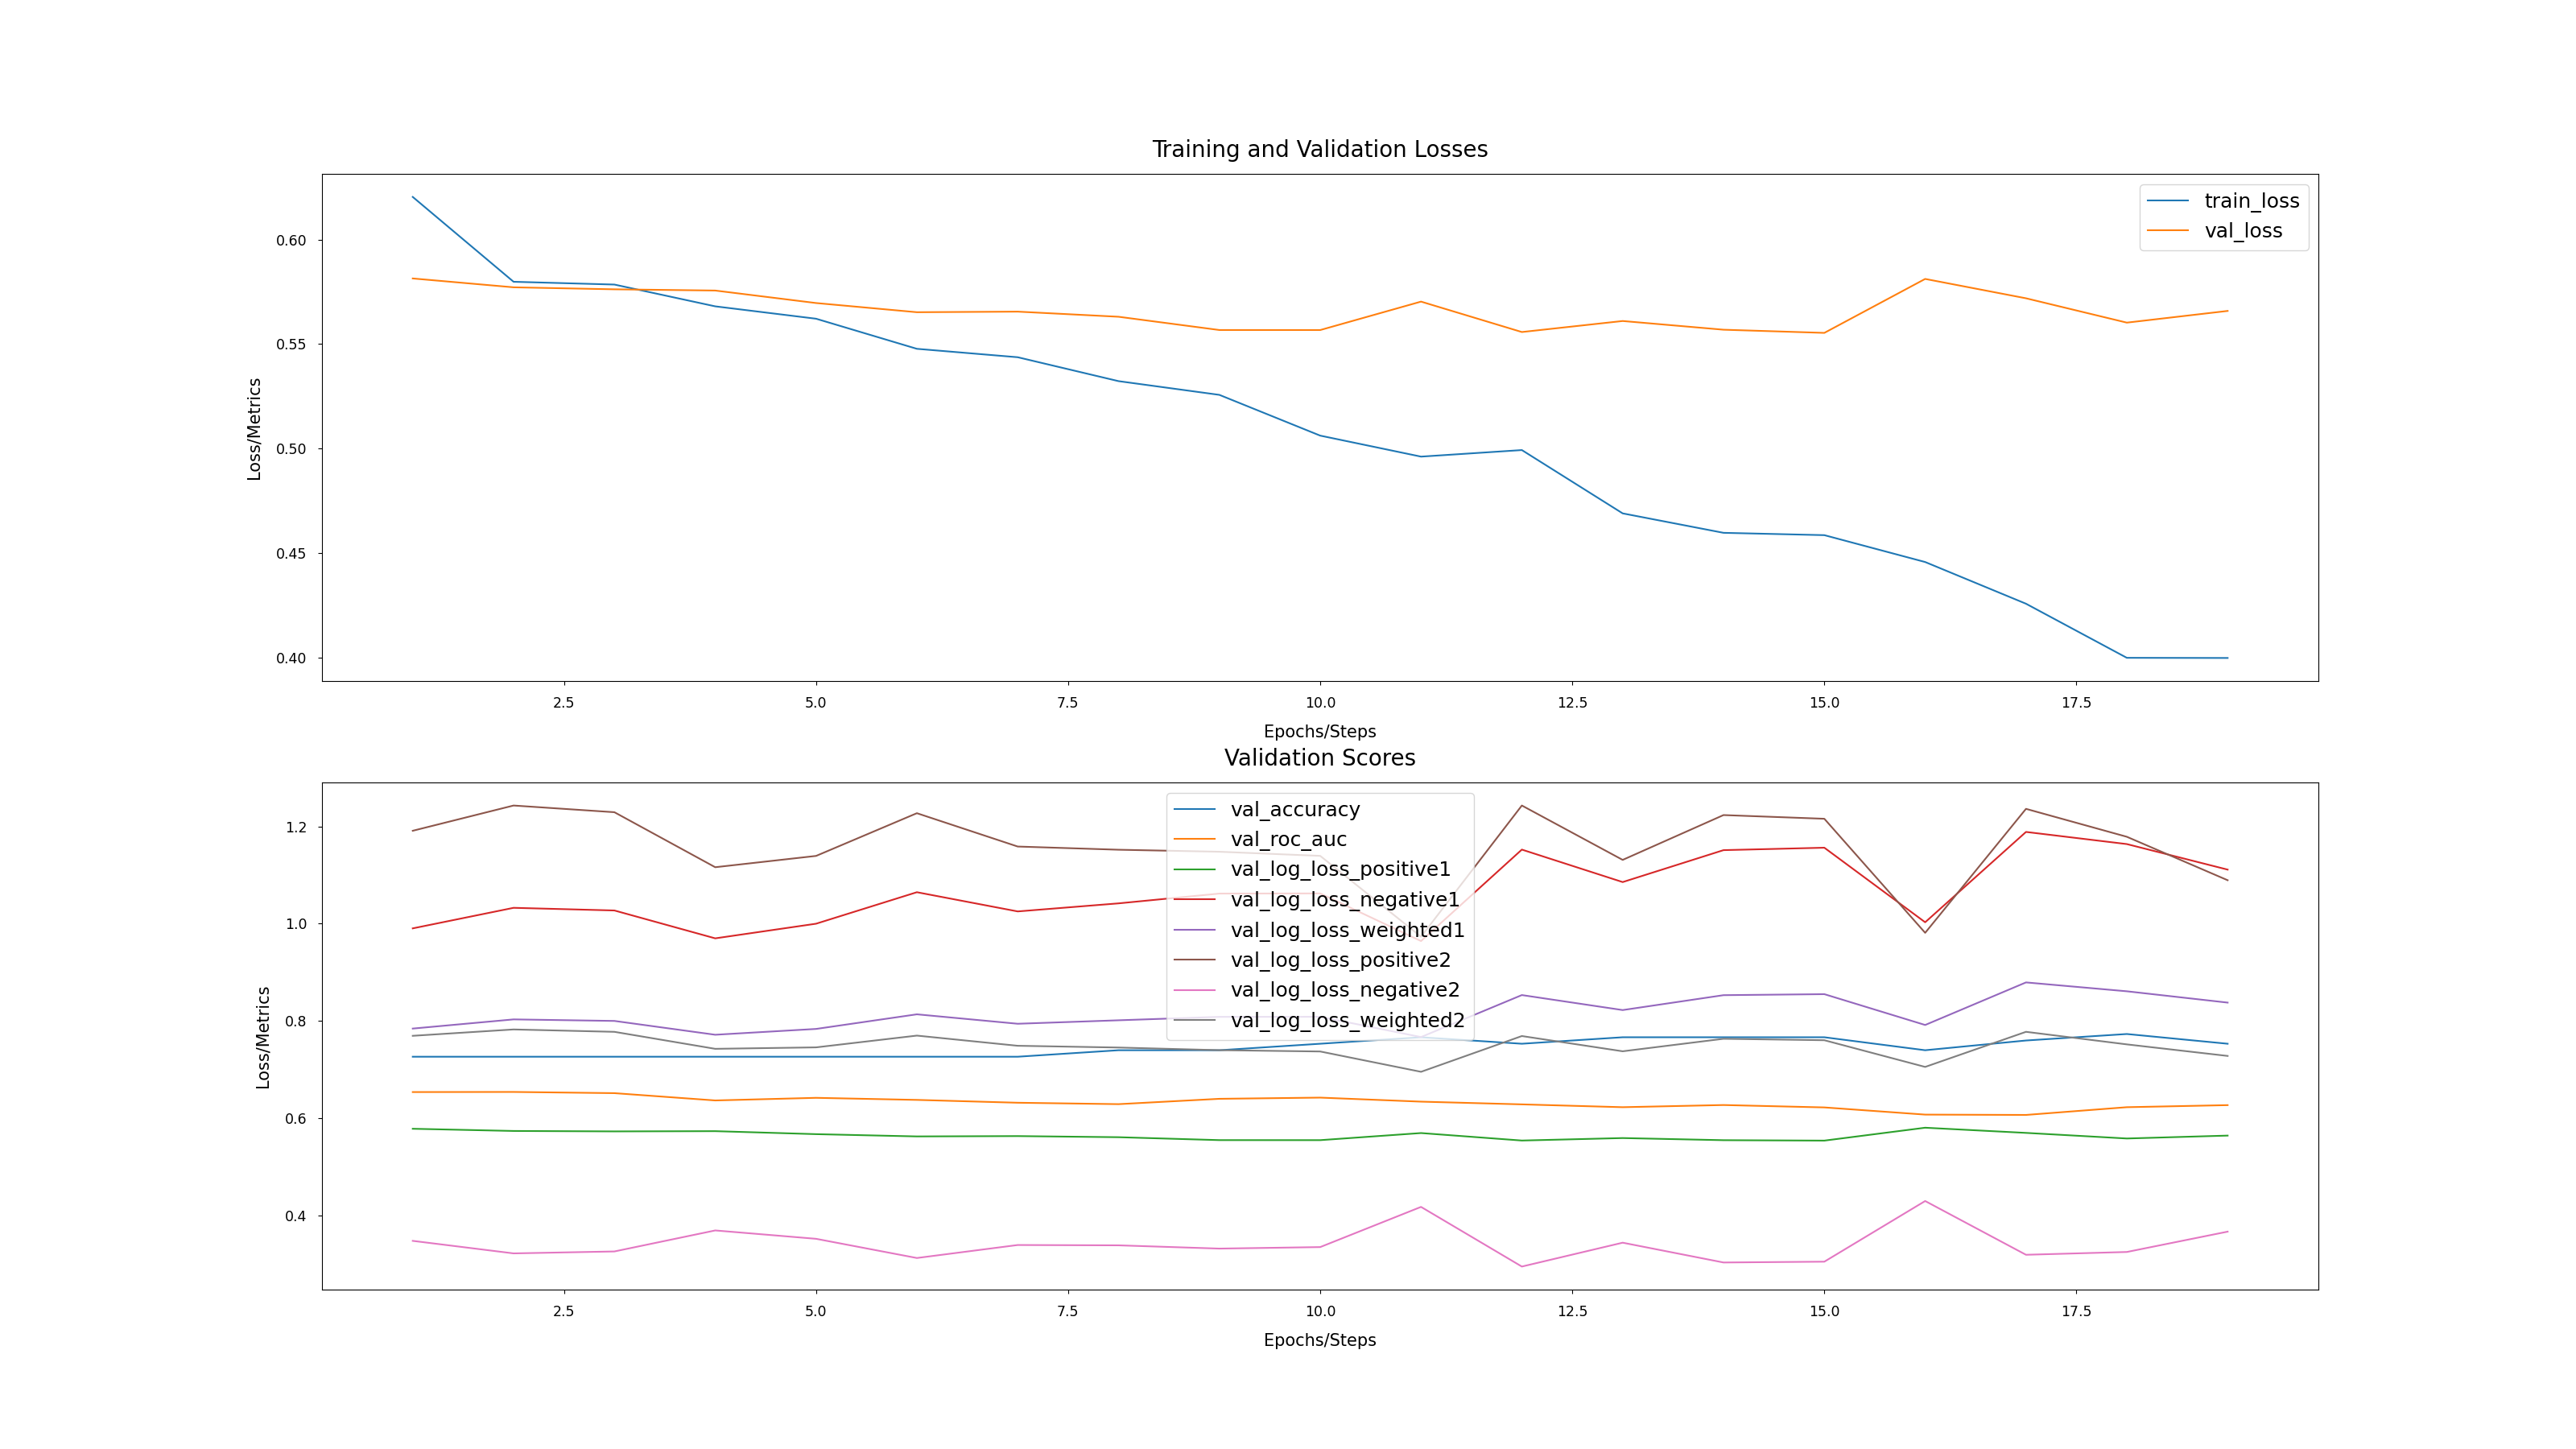 Training and Validation Losses
train_loss
val_loss
0.60
0.55
0.50
0.45
0.40
Loss/Metrics
2.5 5.0 7.5 10.0 12.5 15.0 17.5
Epochs/Steps
Validation Scores
val_accuracy
val_roc_auc
val_log_loss_positive1
val_log_loss_negative1
val_log_loss_weighted1
val_log_loss_positive2
val_log_loss_negative2
val_log_loss_weighted2
1.2
1.0
0.8
0.6
0.4
Loss/Metrics
2.5 5.0 7.5 10.0 12.5 15.0 17.5
Epochs/Steps